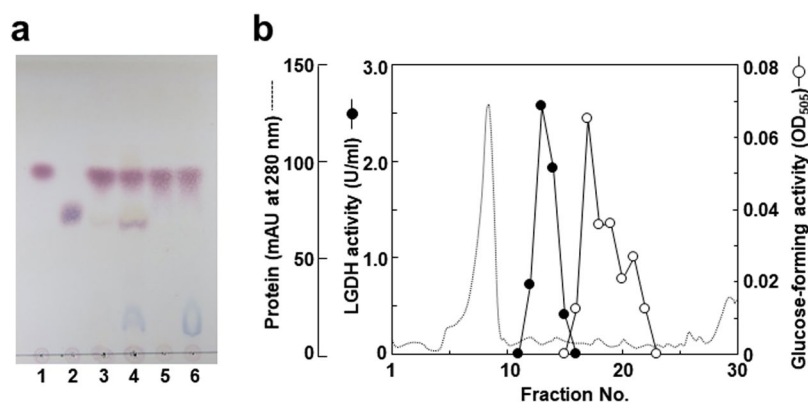 a
b
1 2 3 4 5 6
Protein (mAU at 280 nm)
150
100
50
0
LGDH activity (U/ml)
3.0
2.0
1.0
0
0.08
0.06
0.04
0.02
0
Glucose-forming activity (OD505)
1 10 20 30
Fraction No.